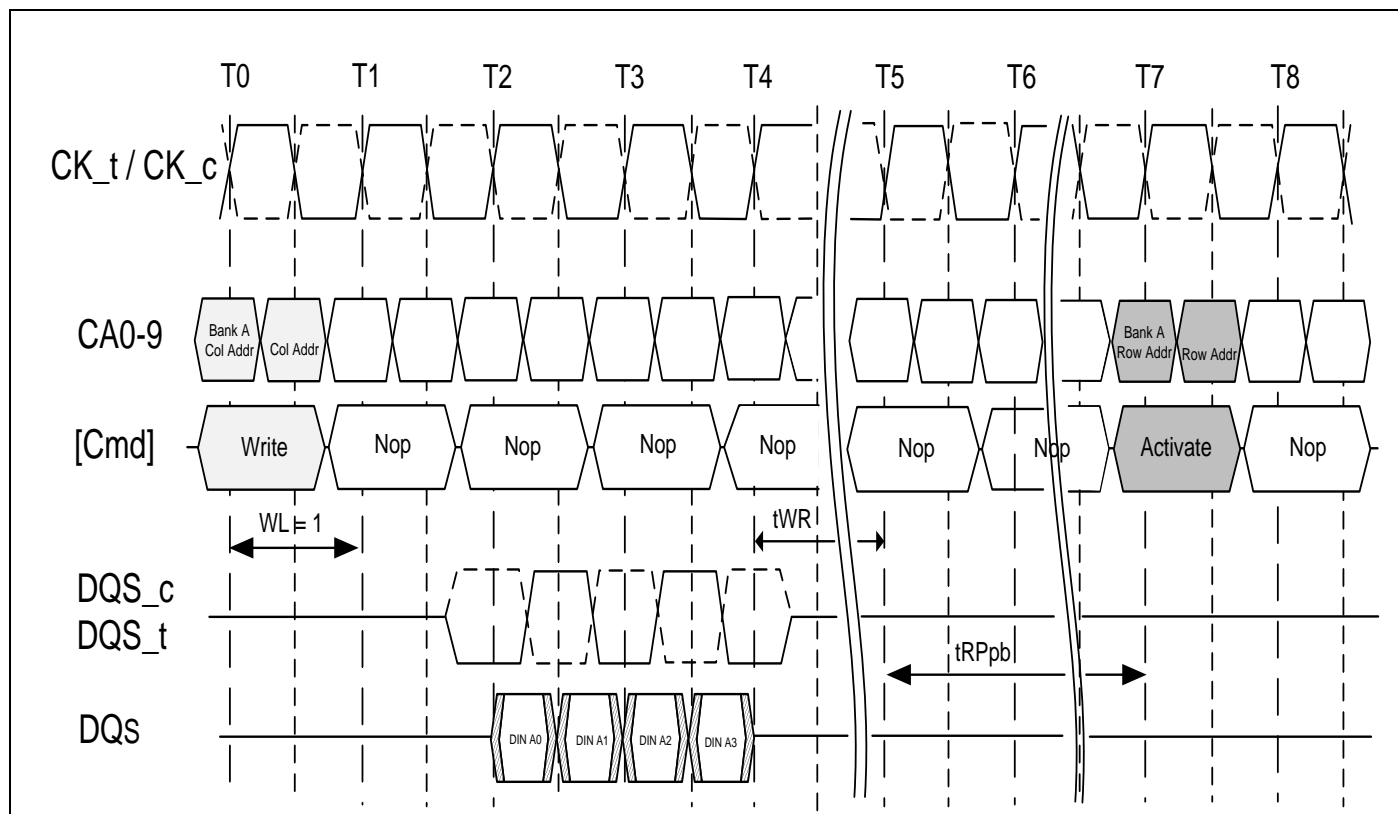 T0 T1 T2 T3 T4 T5 T6 T7 T8
CK_t / CK_c
CA0-9
Bank A
Col Addr
Col Addr
Bank A
Row Addr
Row Addr
[Cmd]
Write Nop Nop Nop Nop Nop Nop Activate Nop
WL = 1
tWR
DQS_c
DQS_t
tRPpb
DQs
DIN A0 DIN A1 DIN A2 DIN A3